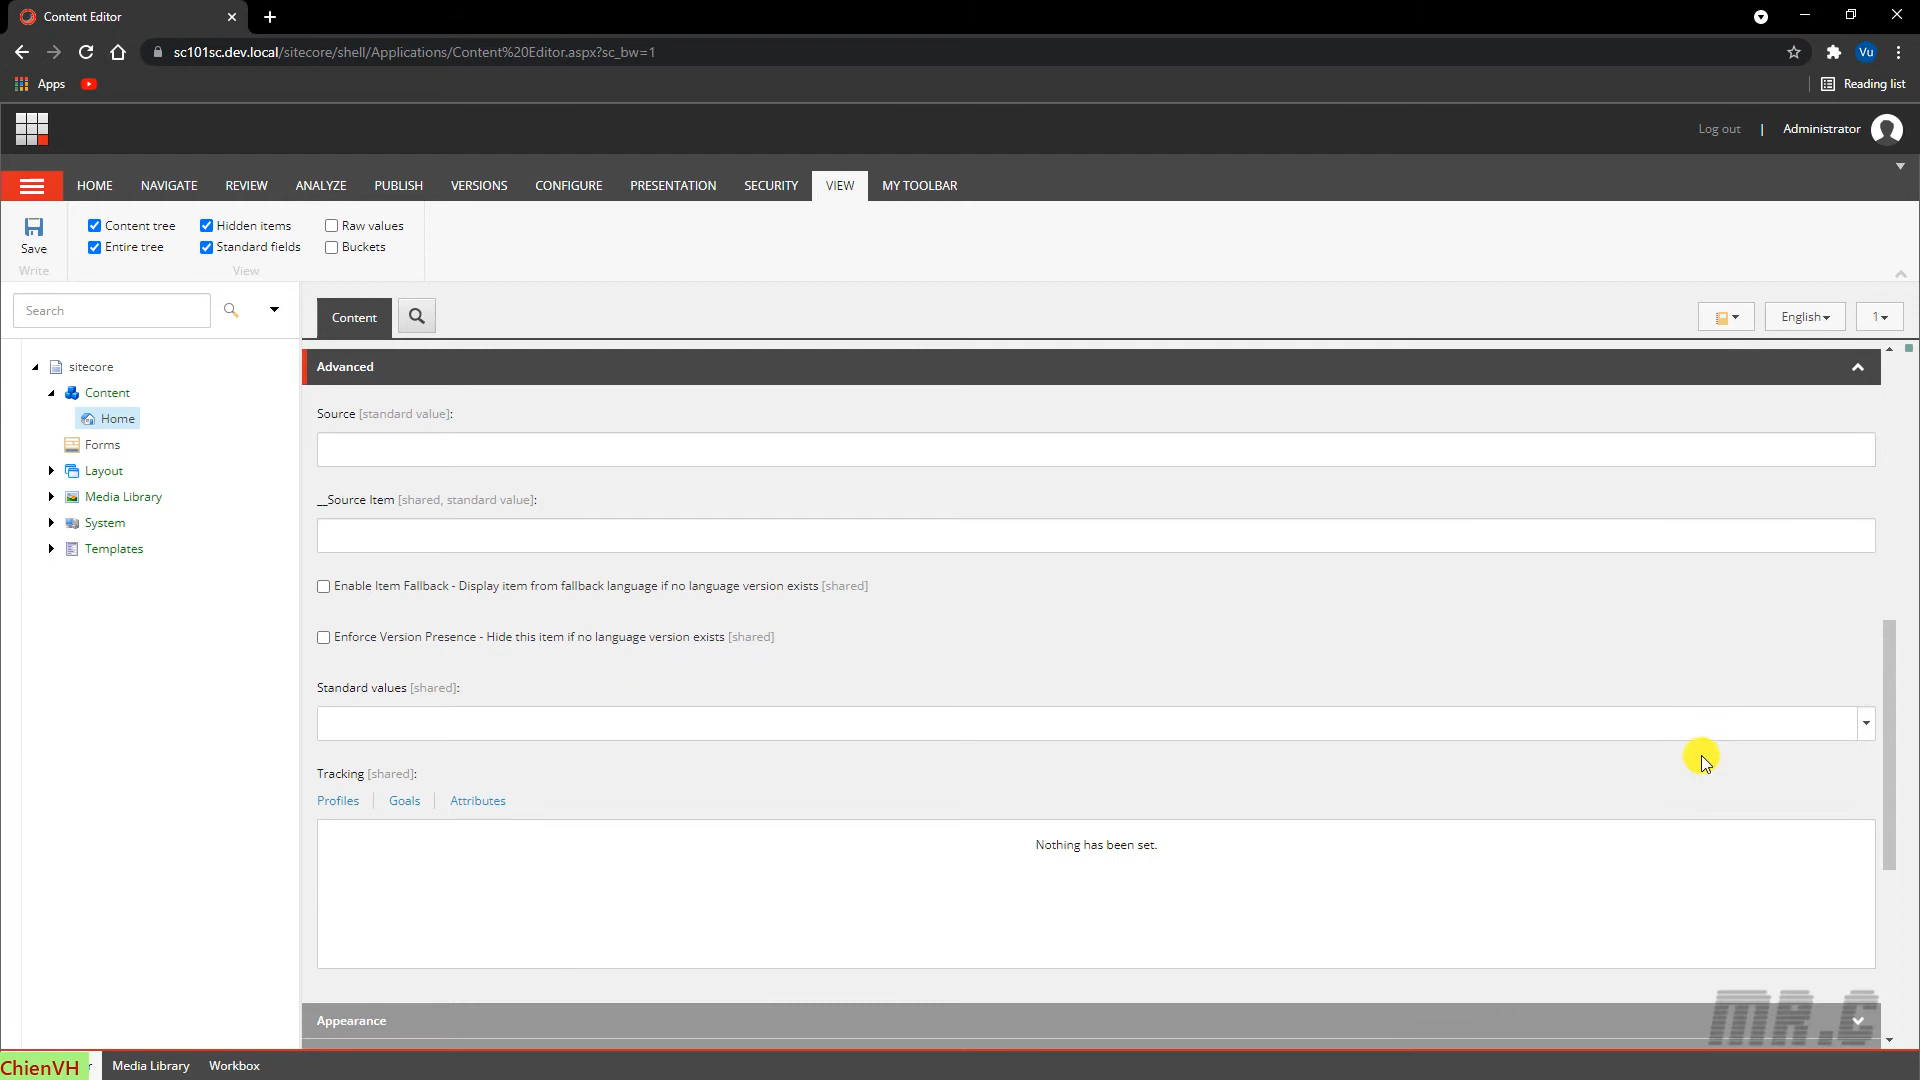 Content Editor
sc101sc.dev.local/sitecore/shell/Applications/Content%20Editor.aspx?sc_bw=1
Vu
Apps
Reading list
Log out | Administrator
HOME NAVIGATE REVIEW ANALYZE PUBLISH VERSIONS CONFIGURE PRESENTATION SECURITY VIEW MY TOOLBAR
Content tree Hidden items Raw values
Save Entire tree Standard fields Buckets
Write View
Search
Content English 1
sitecore
Content
Home
Forms
Layout
Media Library
System
Templates
Advanced
Source [standard value]:
__Source Item [shared, standard value]:
Enable Item Fallback - Display item from fallback language if no language version exists [shared]
Enforce Version Presence - Hide this item if no language version exists [shared]
Standard values [shared]:
Tracking [shared]:
Profiles Goals Attributes
Nothing has been set.
Appearance
MR.C
ChienVH r Media Library Workbox